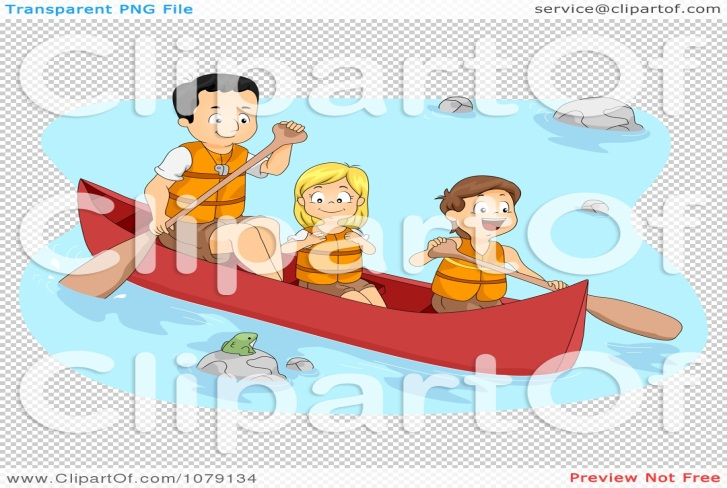 Transparent PNG File
service@clipartof.com
ClipartOf
ClipartOf
ClipartOf
www.ClipartOf.com/1079134
Preview Not Free